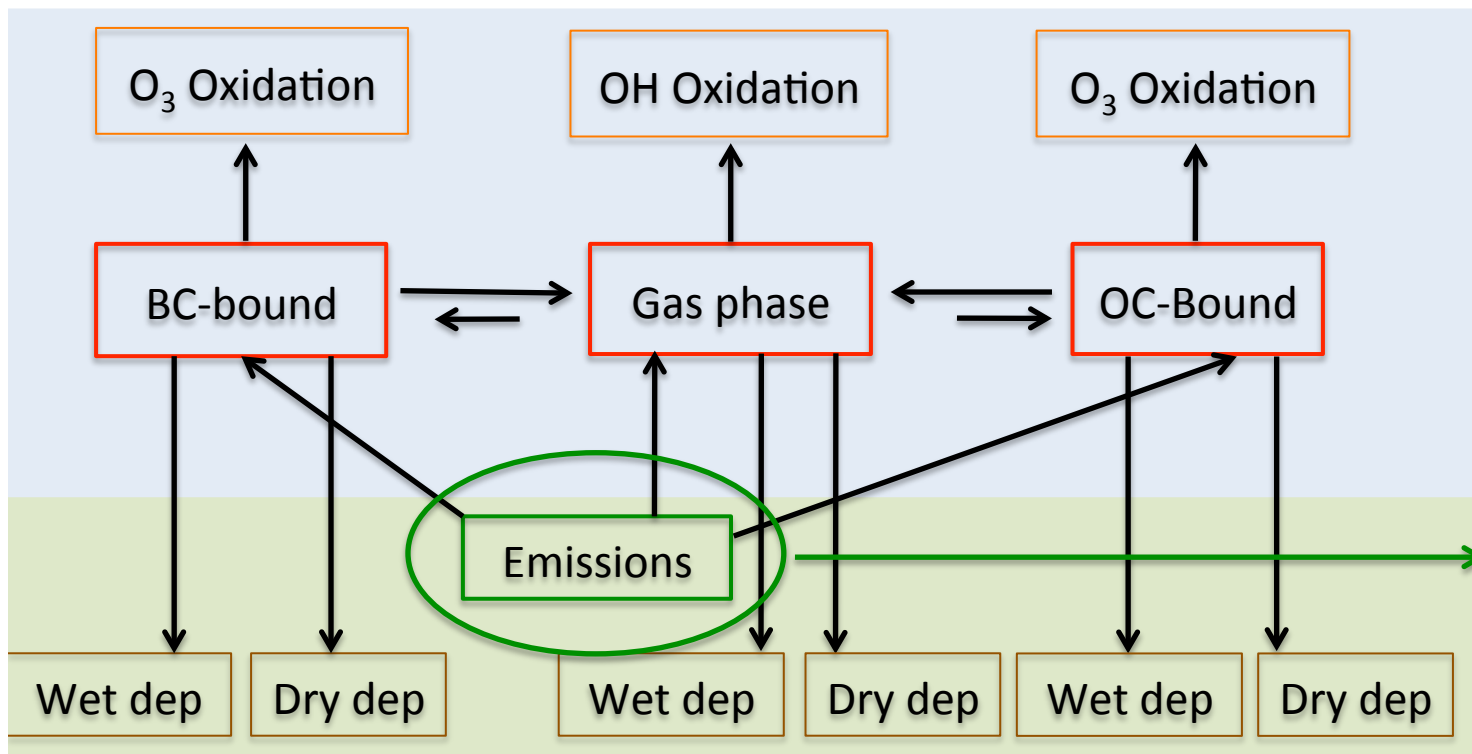 O₃ Oxidation
OH Oxidation
O₃ Oxidation
BC-bound
Gas phase
OC-Bound
Emissions
Wet dep
Dry dep
Wet dep
Dry dep
Wet dep
Dry dep